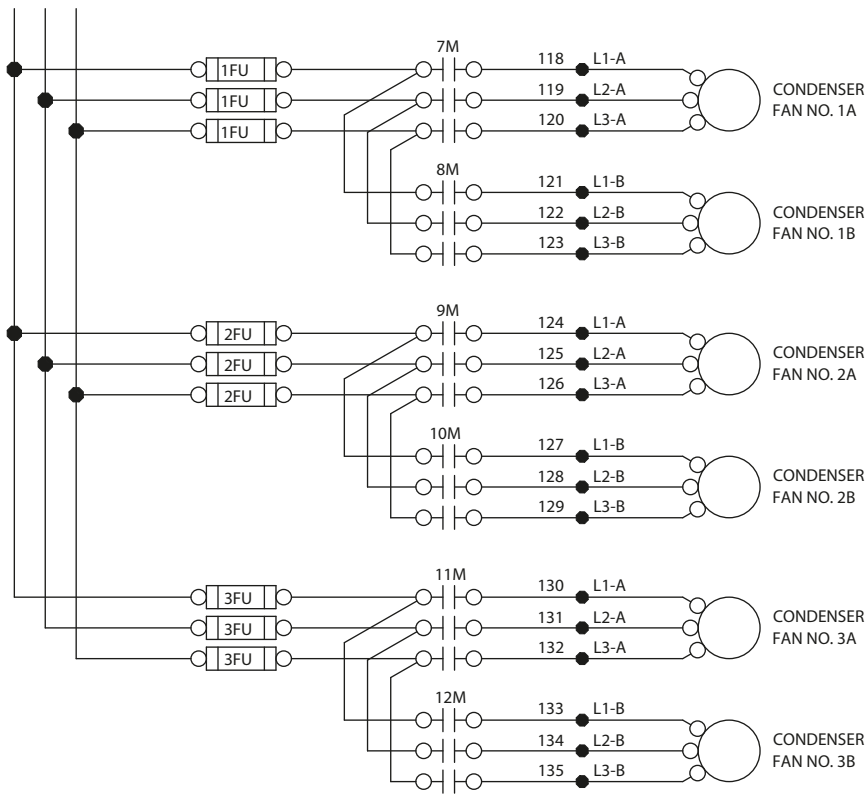 7M
1FU 118 L1-A
1FU 119 L2-A
1FU 120 L3-A
CONDENSER
FAN NO. 1A
8M
121 L1-B
122 L2-B
123 L3-B
CONDENSER
FAN NO. 1B
9M
2FU 124 L1-A
2FU 125 L2-A
2FU 126 L3-A
CONDENSER
FAN NO. 2A
10M
127 L1-B
128 L2-B
129 L3-B
CONDENSER
FAN NO. 2B
11M
3FU 130 L1-A
3FU 131 L2-A
3FU 132 L3-A
CONDENSER
FAN NO. 3A
12M
133 L1-B
134 L2-B
135 L3-B
CONDENSER
FAN NO. 3B